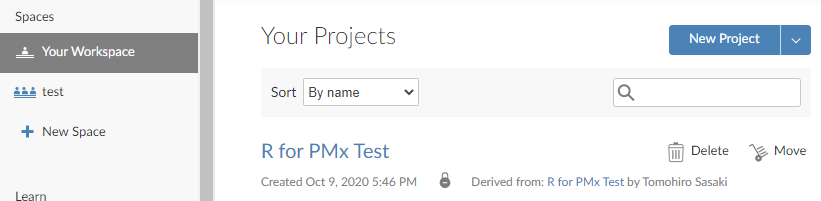 Spaces
Your Workspace
test
New Space
Learn
Your Projects
New Project
Sort By name
R for PMx Test
Delete
Move
Created Oct 9, 2020 5:46 PM
Derived from: R for PMx Test by Tomohiro Sasaki